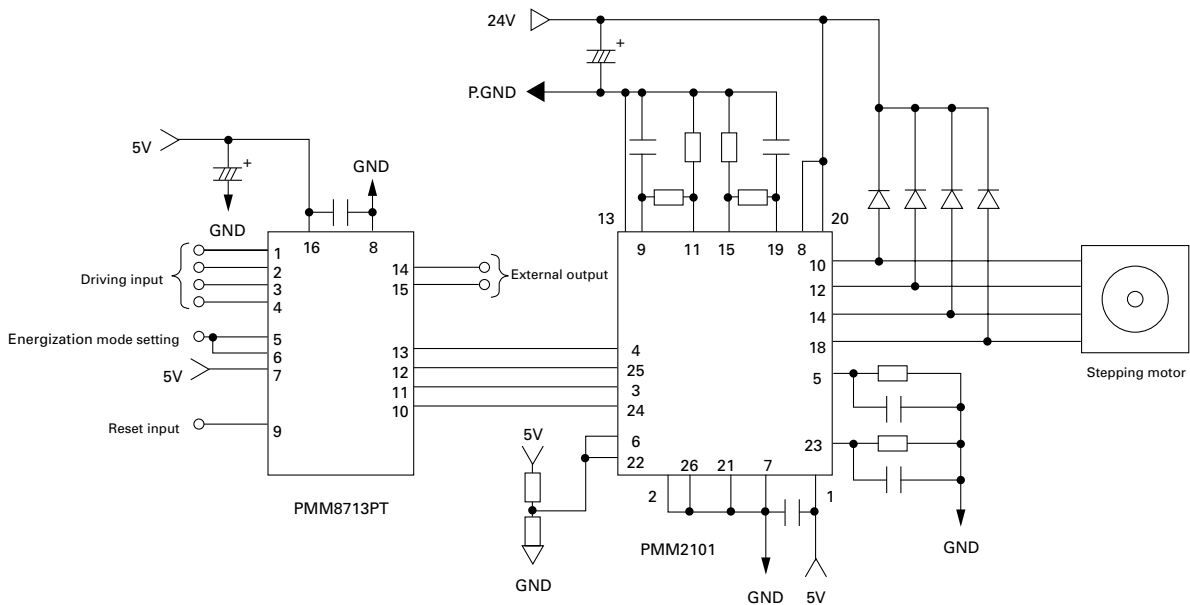 24V
+
P.GND
5V
+
GND
GND
13
20
16
8
9
11
15
19
8
Driving input
1
2
3
4
14
15
External output
10
12
14
18
Energization mode setting
5
6
5V
7
13
12
11
10
4
25
3
24
5
Stepping motor
Reset input
9
5V
6
22
23
26
21
7
2
1
PMM8713PT
PMM2101
GND
GND
GND
5V